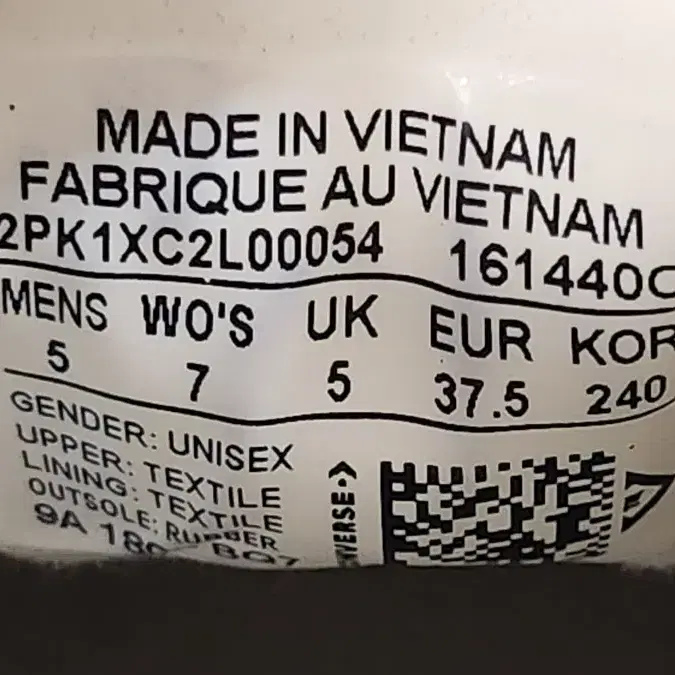 MADE IN VIETNAM
FABRIQUE AU VIETNAM
2PK1XC2L00054 161440C
MENS WO'S UK EUR KOR
5 7 5 37.5 240
GENDER: UNISEX
UPPER: TEXTILE
LINING: TEXTILE
OUTSOLE: RUBBER
9A